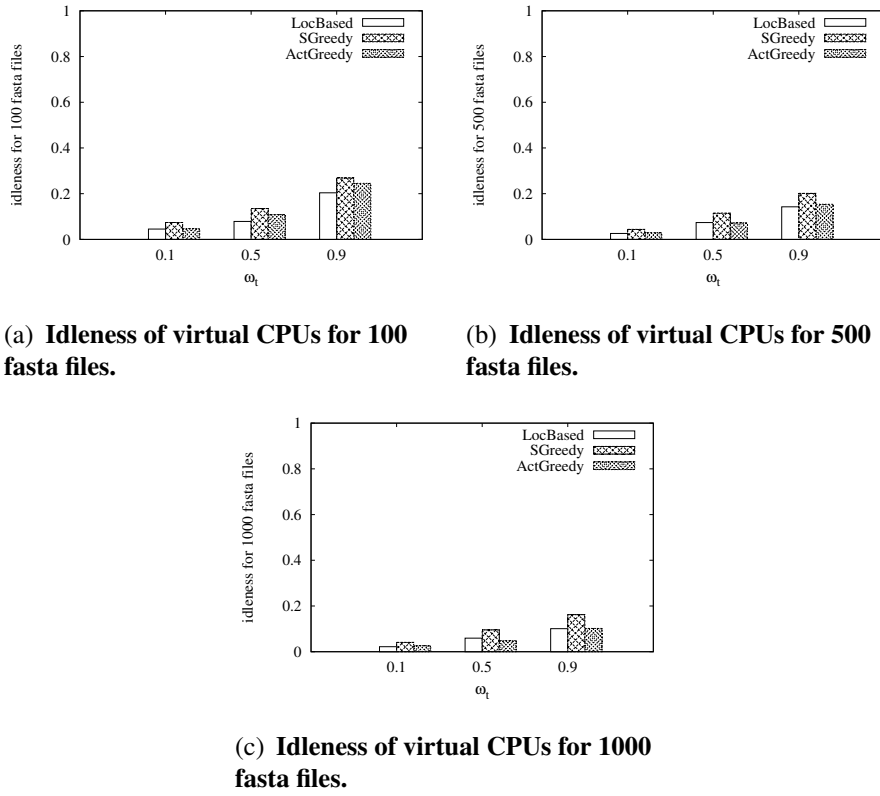 LocBased
SGreedy
ActGreedy
1
0.8
0.6
0.4
0.2
0
idleness for 100 fasta files
0.1 0.5 0.9
ωt
(a) Idleness of virtual CPUs for 100
fasta files.
LocBased
SGreedy
ActGreedy
1
0.8
0.6
0.4
0.2
0
idleness for 500 fasta files
0.1 0.5 0.9
ωt
(b) Idleness of virtual CPUs for 500
fasta files.
LocBased
SGreedy
ActGreedy
1
0.8
0.6
0.4
0.2
0
idleness for 1000 fasta files
0.1 0.5 0.9
ωt
(c) Idleness of virtual CPUs for 1000
fasta files.